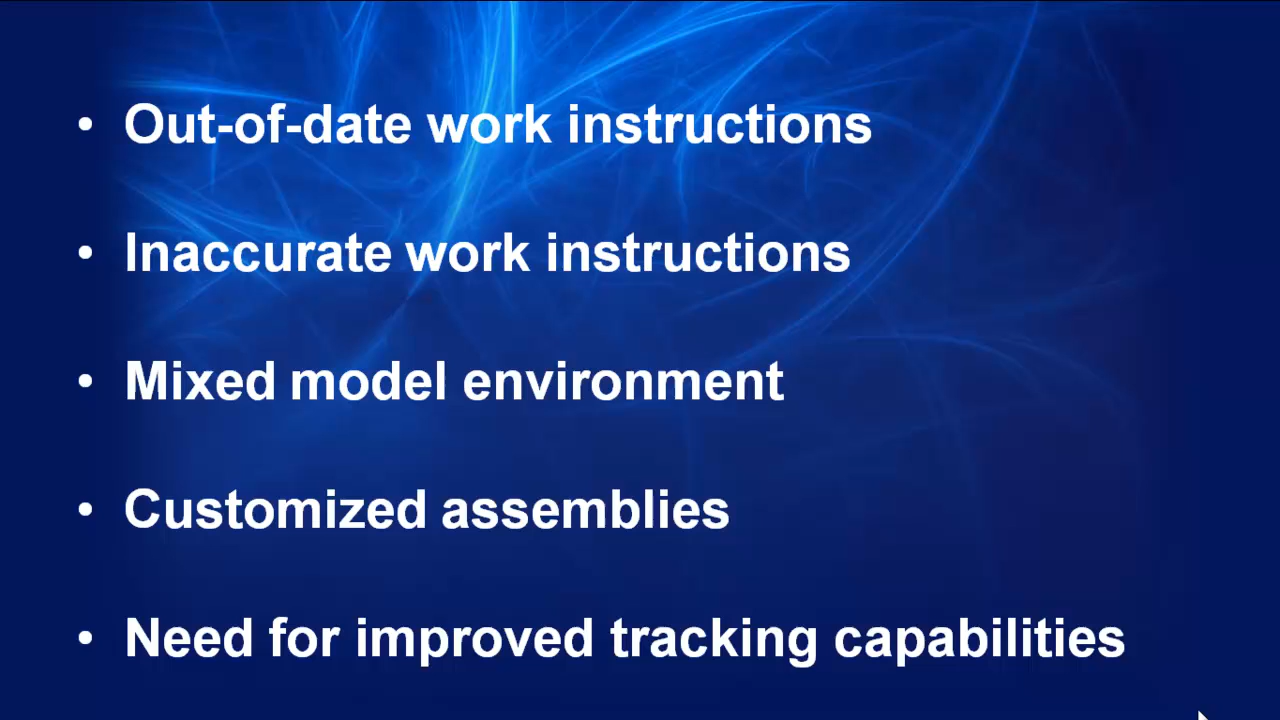 • Out-of-date work instructions
• Inaccurate work instructions
• Mixed model environment
• Customized assemblies
• Need for improved tracking capabilities